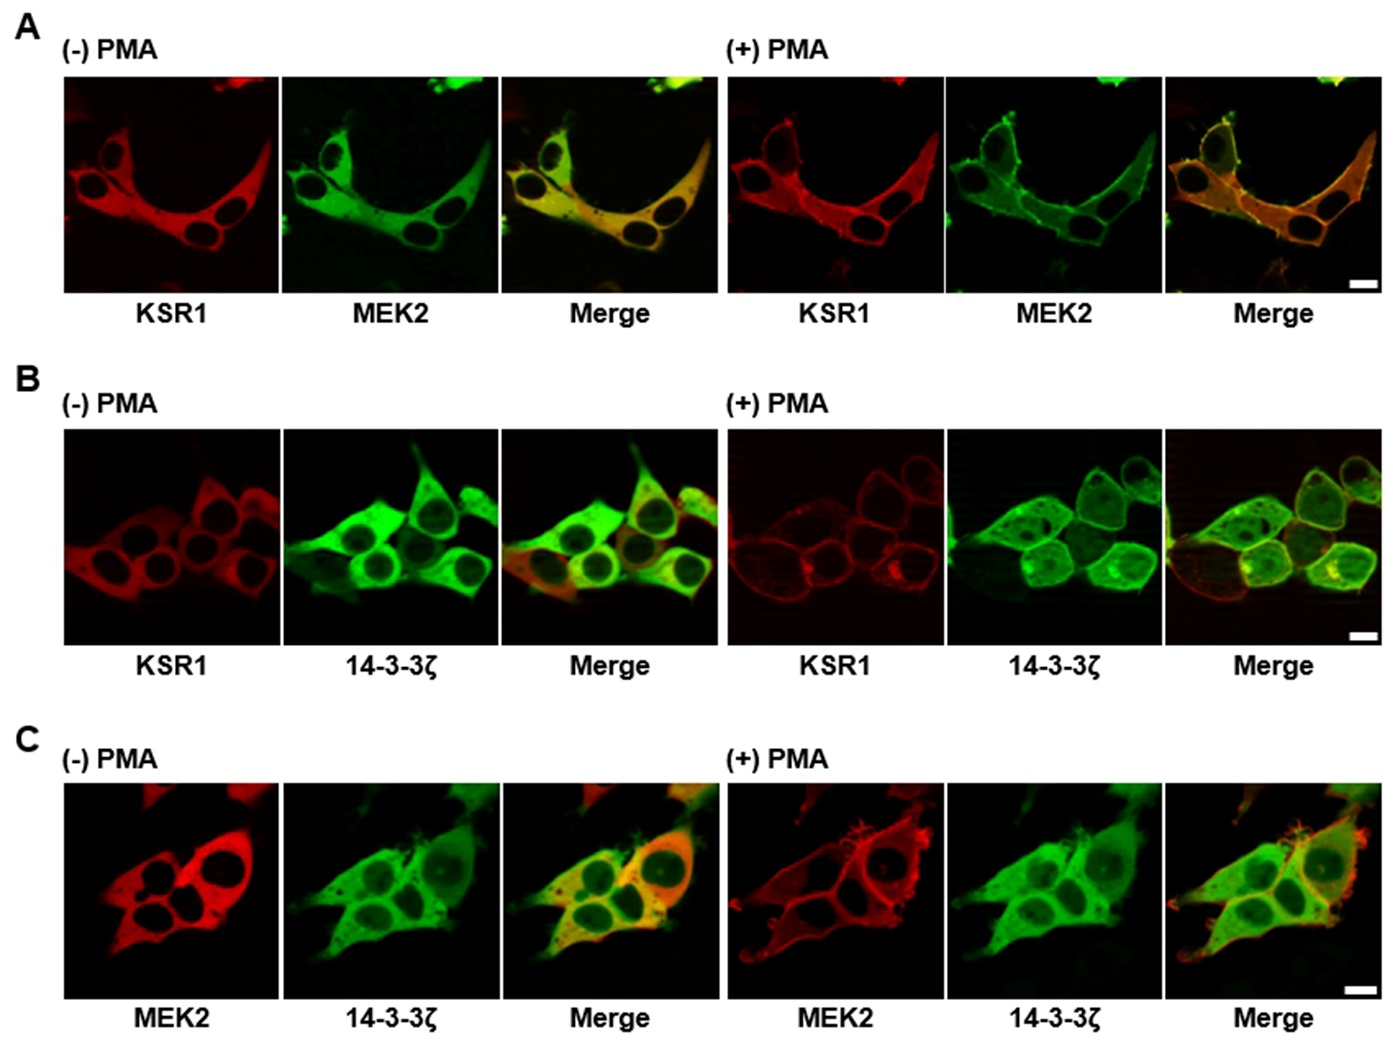 A
(-) PMA (+) PMA
KSR1 MEK2 Merge KSR1 MEK2 Merge
B
(-) PMA (+) PMA
KSR1 14-3-3ζ Merge KSR1 14-3-3ζ Merge
C
(-) PMA (+) PMA
MEK2 14-3-3ζ Merge MEK2 14-3-3ζ Merge